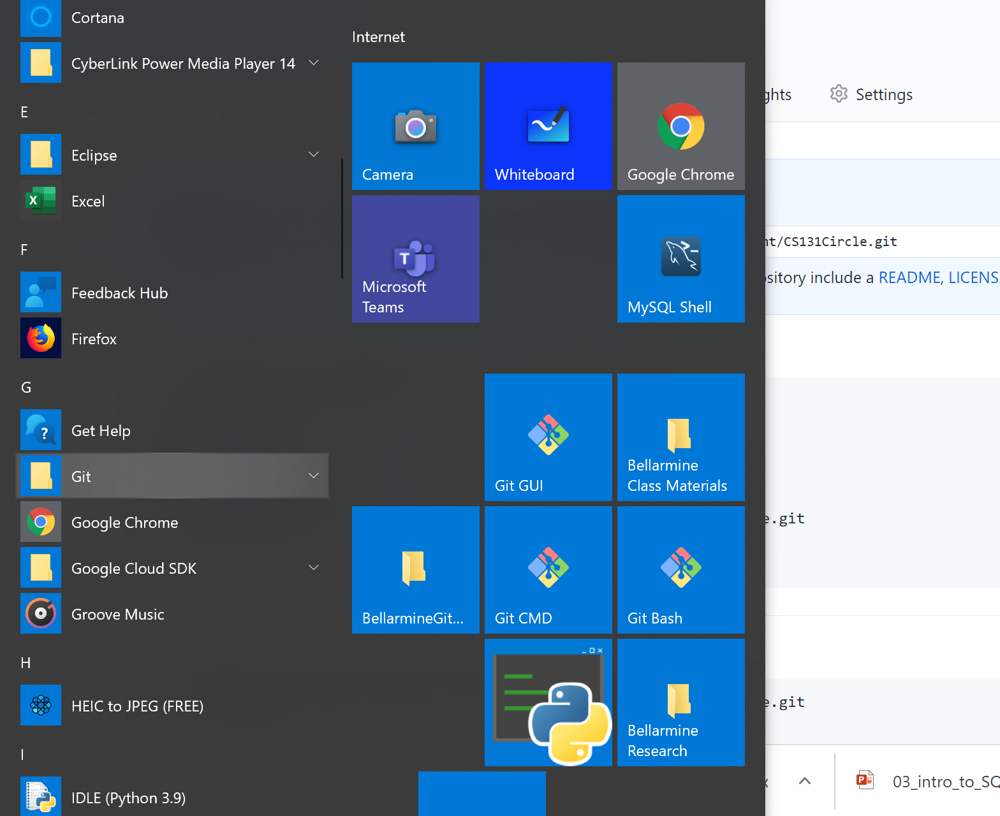 Cortana
CyberLink Power Media Player 14
E
Eclipse
Excel
F
Feedback Hub
Firefox
G
Get Help
Git
Google Chrome
Google Cloud SDK
Groove Music
H
HEIC to JPEG (FREE)
I
IDLE (Python 3.9)
Internet
Camera
Whiteboard
Google Chrome
Microsoft
Teams
MySQL Shell
Git GUI
Bellarmine
Class Materials
BellarmineGit...
Git CMD
Git Bash
Bellarmine
Research
Settings
/CS131Circle.git
include a README, LICENS
.git
.git
03_intro_to_SQ